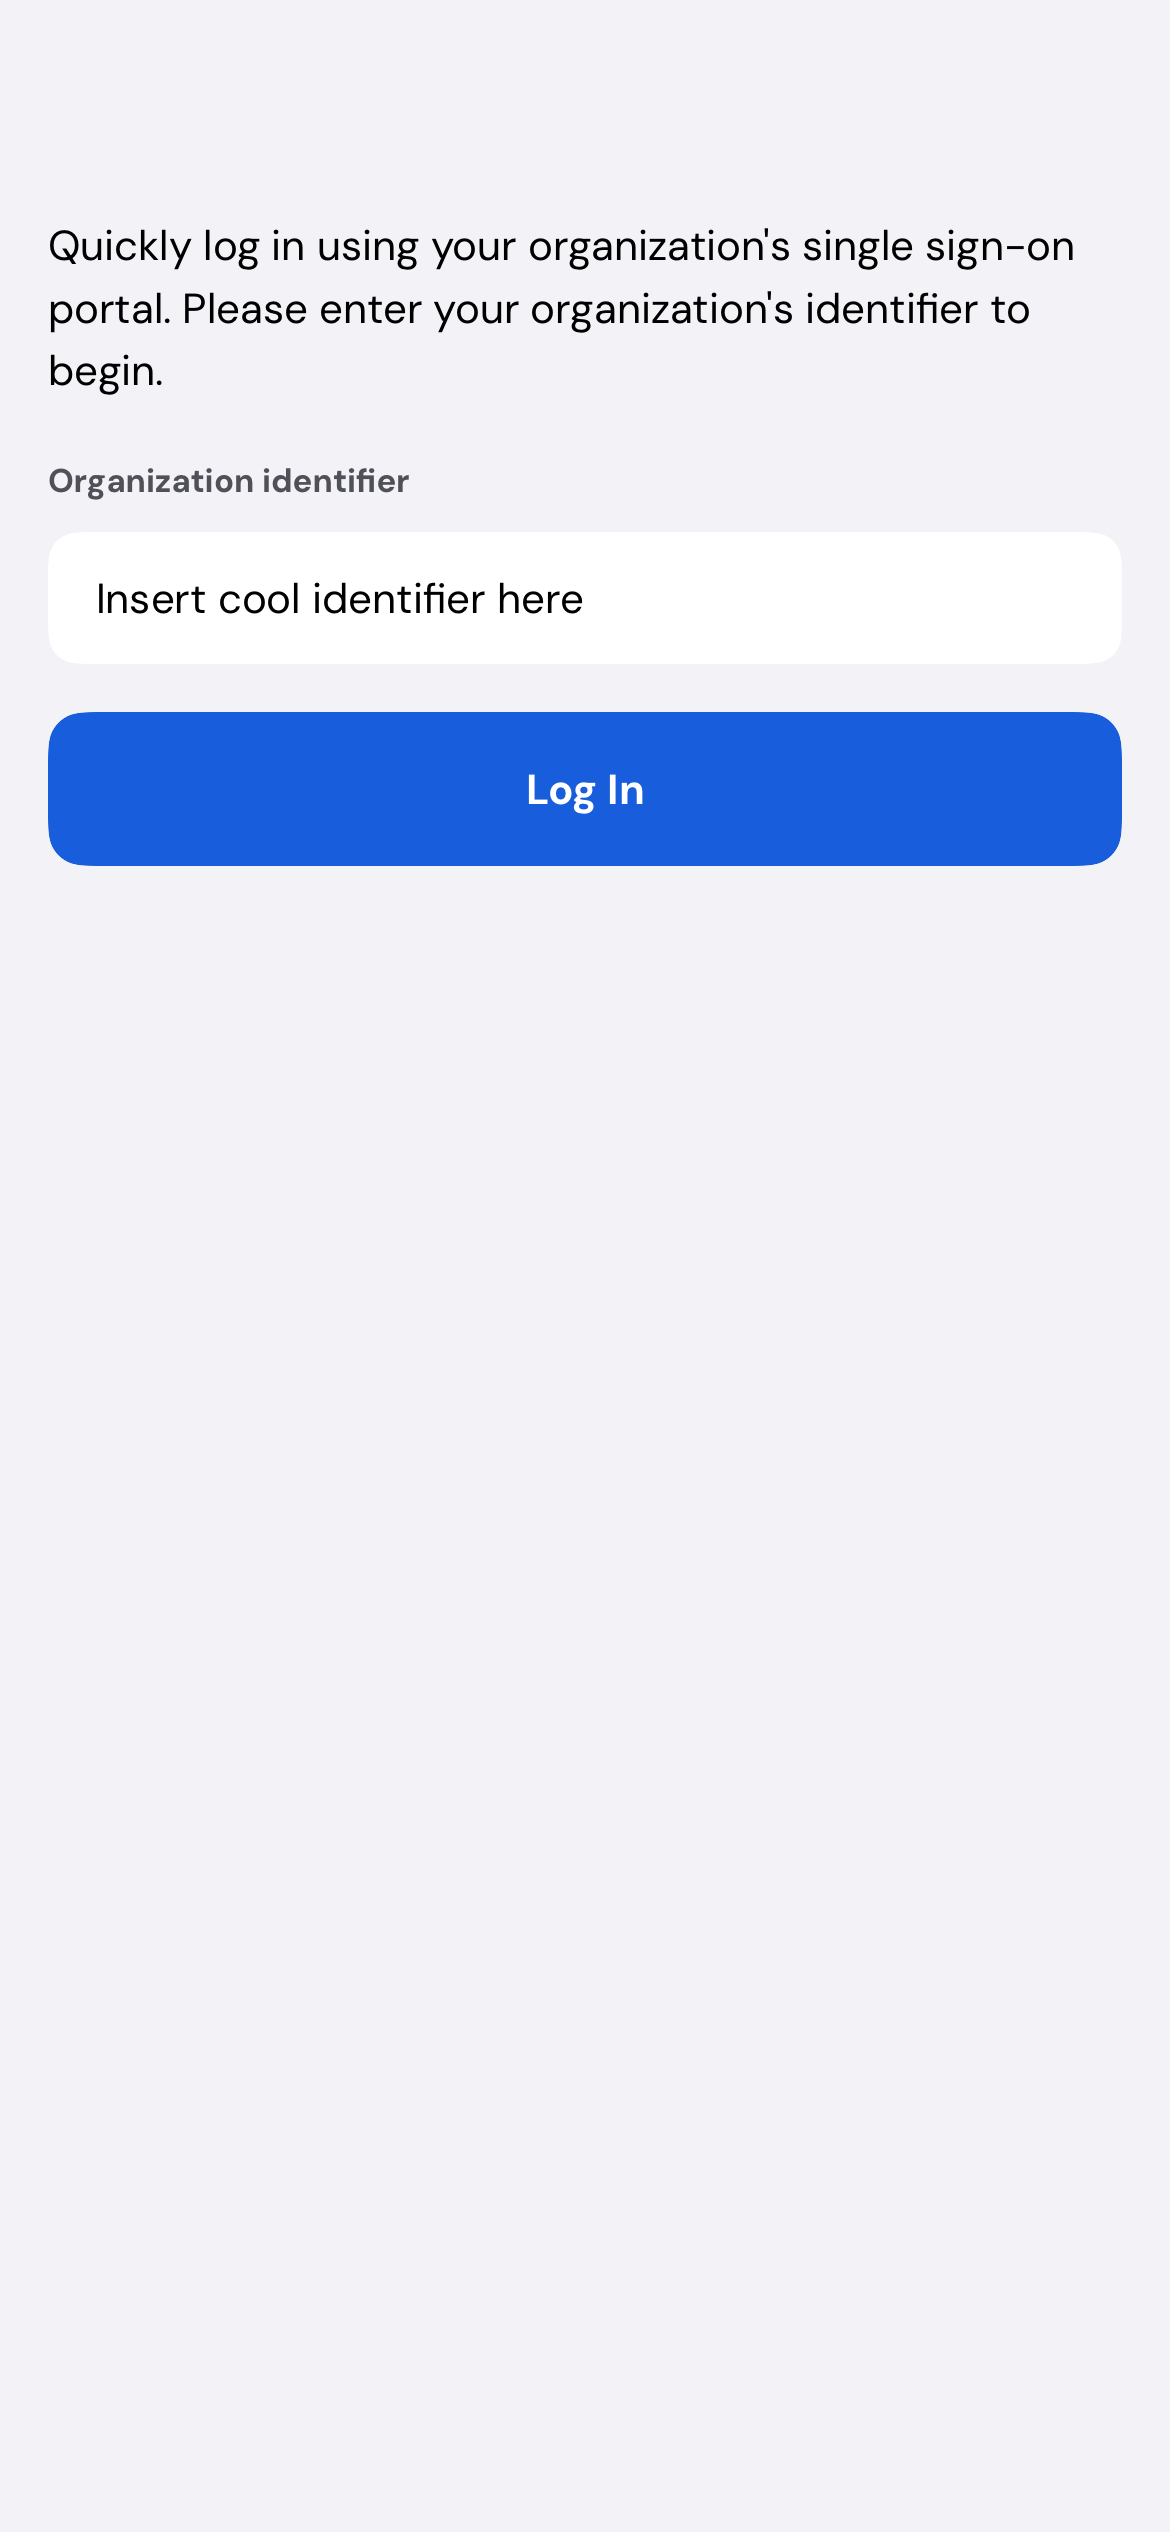 Quickly log in using your organization's single sign-on
portal. Please enter your organization's identifier to
begin.
Organization identifier
Insert cool identifier here
Log In